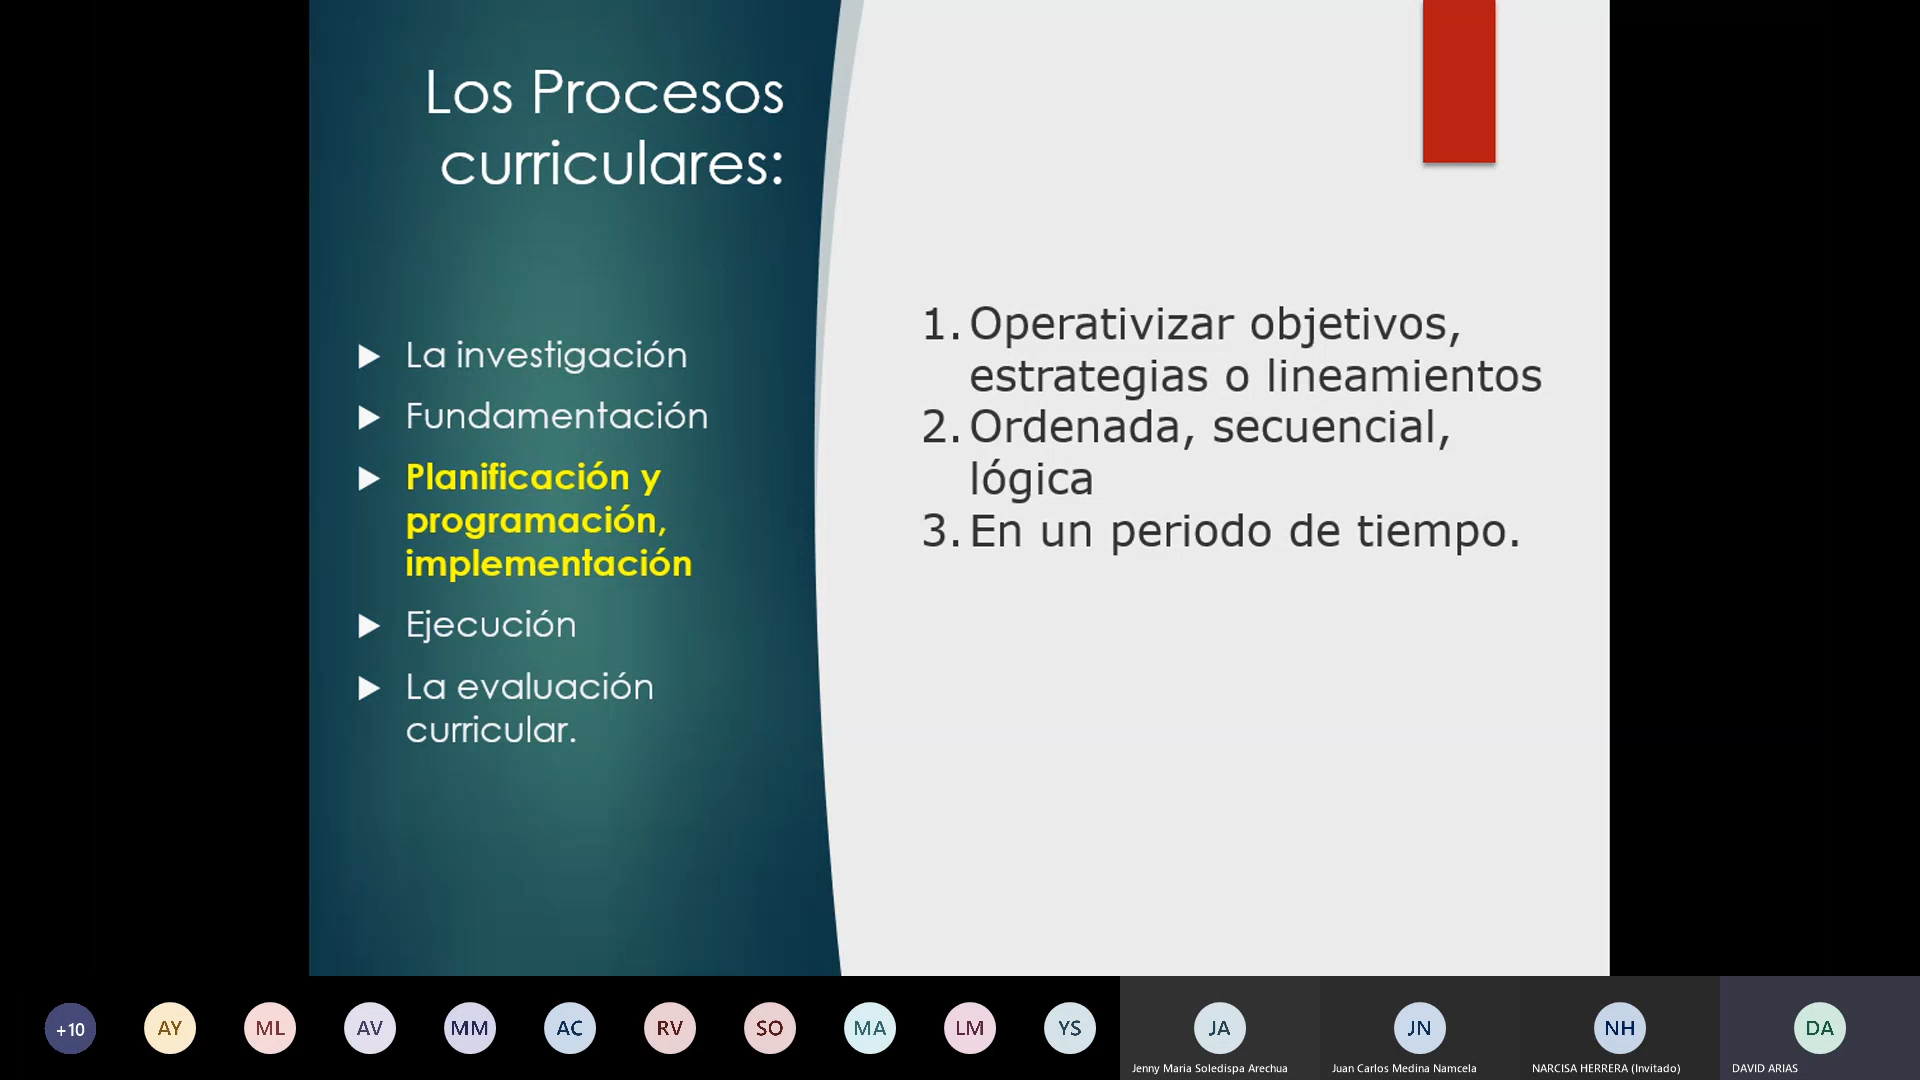 Los Procesos
curriculares:
La investigación
Fundamentación
Planificación y
programación,
implementación
Ejecución
La evaluación
curricular.
1. Operativizar objetivos,
estrategias o lineamientos
2. Ordenada, secuencial,
lógica
3. En un periodo de tiempo.
+10
AY
ML
AV
MM
AC
RV
SO
MA
LM
YS
JA
JN
NH
DA
Jenny Maria Soledispa Arechua
Juan Carlos Medina Namcela
NARCISA HERRERA (Invitado)
DAVID ARIAS